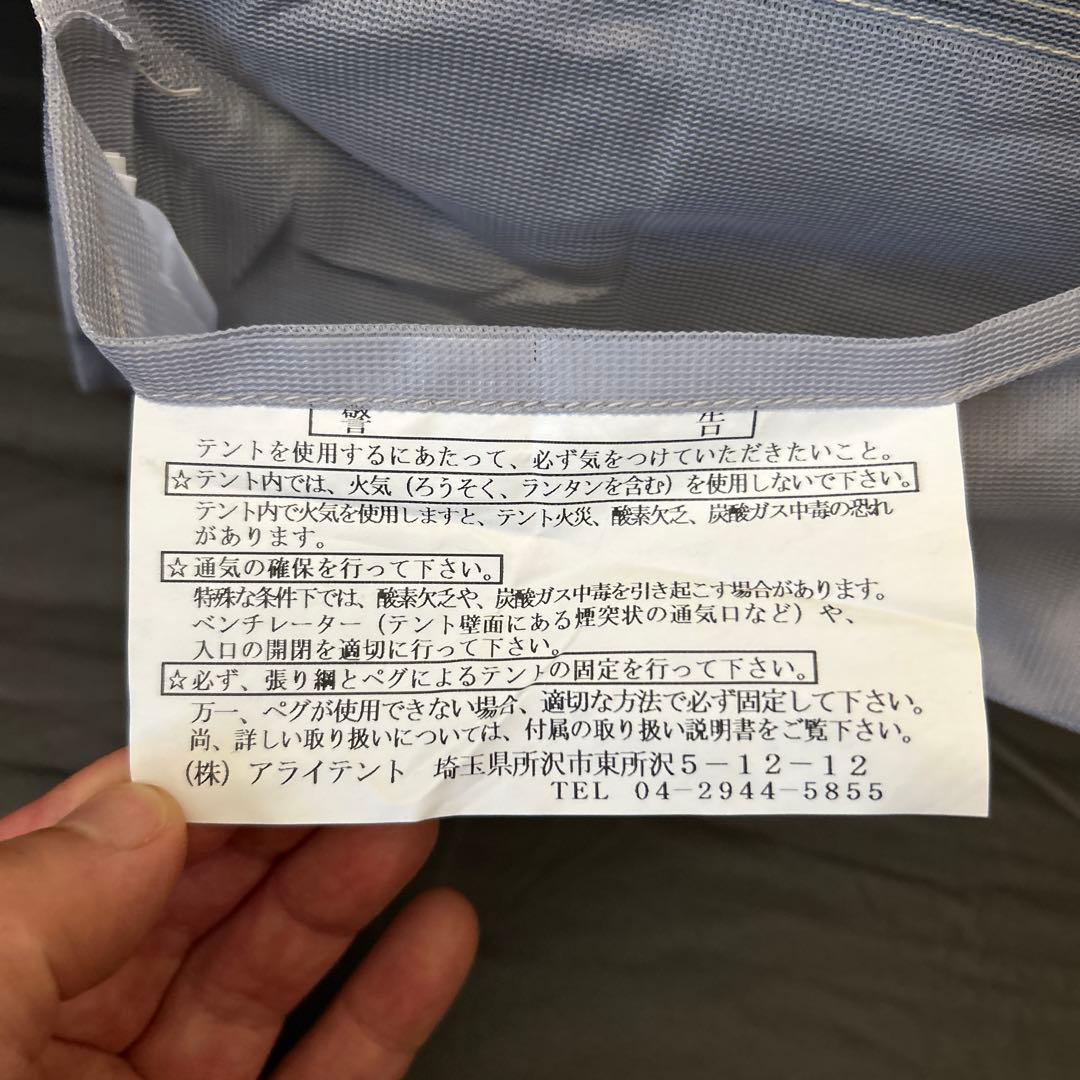 警 告
テントを使用するにあたって、必ず気をつけていただきたいこと。
☆テント内では、火気（ろうそく、ランタンを含む）を使用しないで下さい。
テント内で火気を使用しますと、テント火災、酸素欠乏、炭酸ガス中毒の恐れ
があります。
☆通気の確保を行って下さい。
特殊な条件下では、酸素欠乏や、炭酸ガス中毒を引き起こす場合があります。
ベンチレーター（テント壁面にある煙突状の通気口など）や、
入口の開閉を適切に行って下さい。
☆必ず、張り綱とペグによるテントの固定を行って下さい。
万一、ペグが使用できない場合、適切な方法で必ず固定して下さい。
尚、詳しい取り扱いについては、付属の取り扱い説明書をご覧下さい。
（株）アライテント 埼玉県所沢市東所沢５－１２－１２
TEL 04－2944－5855